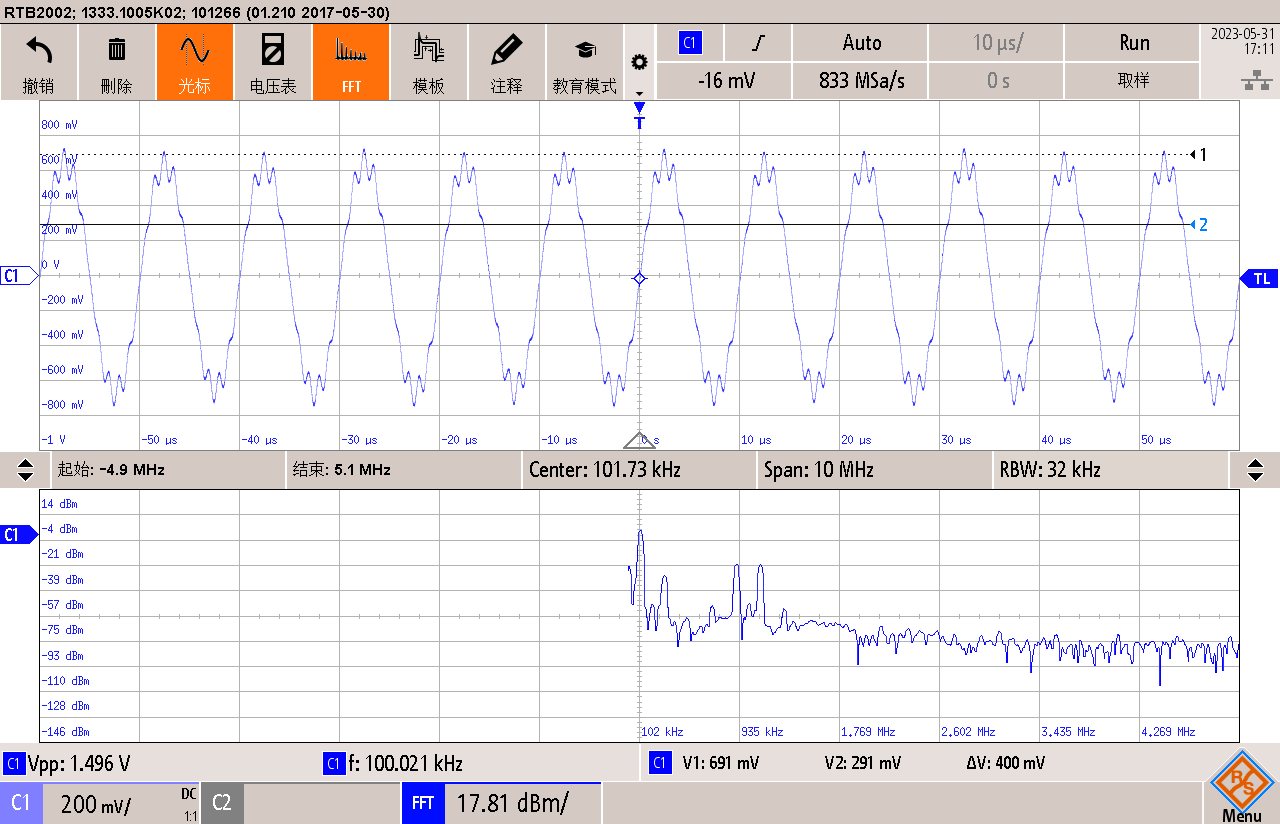 RTB2002; 1333.1005K02; 101266 (01.210 2017-05-30)
撤销
删除
光标
电压表
FFT
模板
注释
教育模式
C1
Auto
10 µs/
Run
2023-05-31
17:11
-16 mV
833 MSa/s
0 s
取样
T
800 mV
600 mV
400 mV
200 mV
0 V
-200 mV
-400 mV
-600 mV
-800 mV
-1 V
1
2
C1
TL
-50 µs
-40 µs
-30 µs
-20 µs
-10 µs
0 s
10 µs
20 µs
30 µs
40 µs
50 µs
起始: -4.9 MHz
结束: 5.1 MHz
Center: 101.73 kHz
Span: 10 MHz
RBW: 32 kHz
14 dBm
-4 dBm
-21 dBm
-39 dBm
-57 dBm
-75 dBm
-93 dBm
-110 dBm
-128 dBm
-146 dBm
C1
102 kHz
935 kHz
1,769 MHz
2,602 MHz
3,435 MHz
4,269 MHz
C1 Vpp: 1.496 V
C1 f: 100.021 kHz
C1 V1: 691 mV
V2: 291 mV
ΔV: 400 mV
C1
200 mV/
DC
1:1
C2
FFT
17.81 dBm/
R&S
Menu